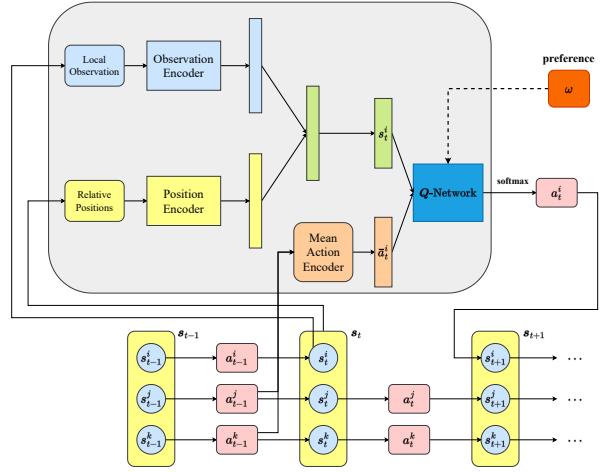 Local
Observation
Observation
Encoder
preference
ω
s_t^i
Relative
Positions
Position
Encoder
Q-Network
softmax
a_t^i
Mean
Action
Encoder
ā_t^i
s_{t−1}
s_t
s_{t+1}
s_{t−1}^i
a_{t−1}^i
s_t^i
s_{t+1}^i
...
s_{t−1}^j
a_{t−1}^j
s_t^j
a_t^j
s_{t+1}^j
...
s_{t−1}^k
a_{t−1}^k
s_t^k
a_t^k
s_{t+1}^k
...